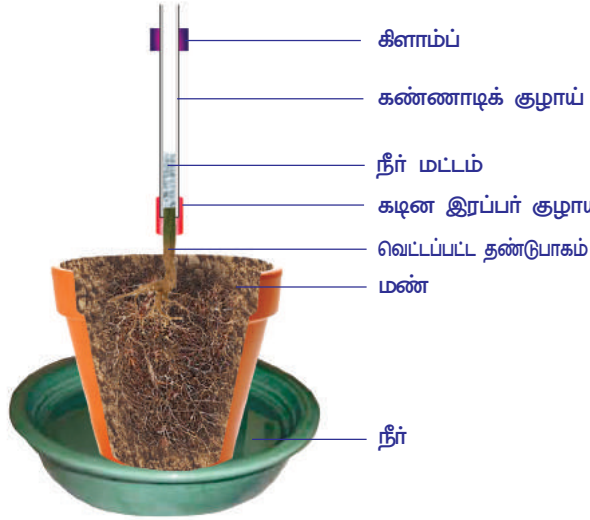 கிளாம்ப்
கண்ணாடிக் குழாய்
நீர் மட்டம்
கடின இரப்பர் குழாய்
வெட்டப்பட்ட தண்டுபாகம்
மண்
நீர்